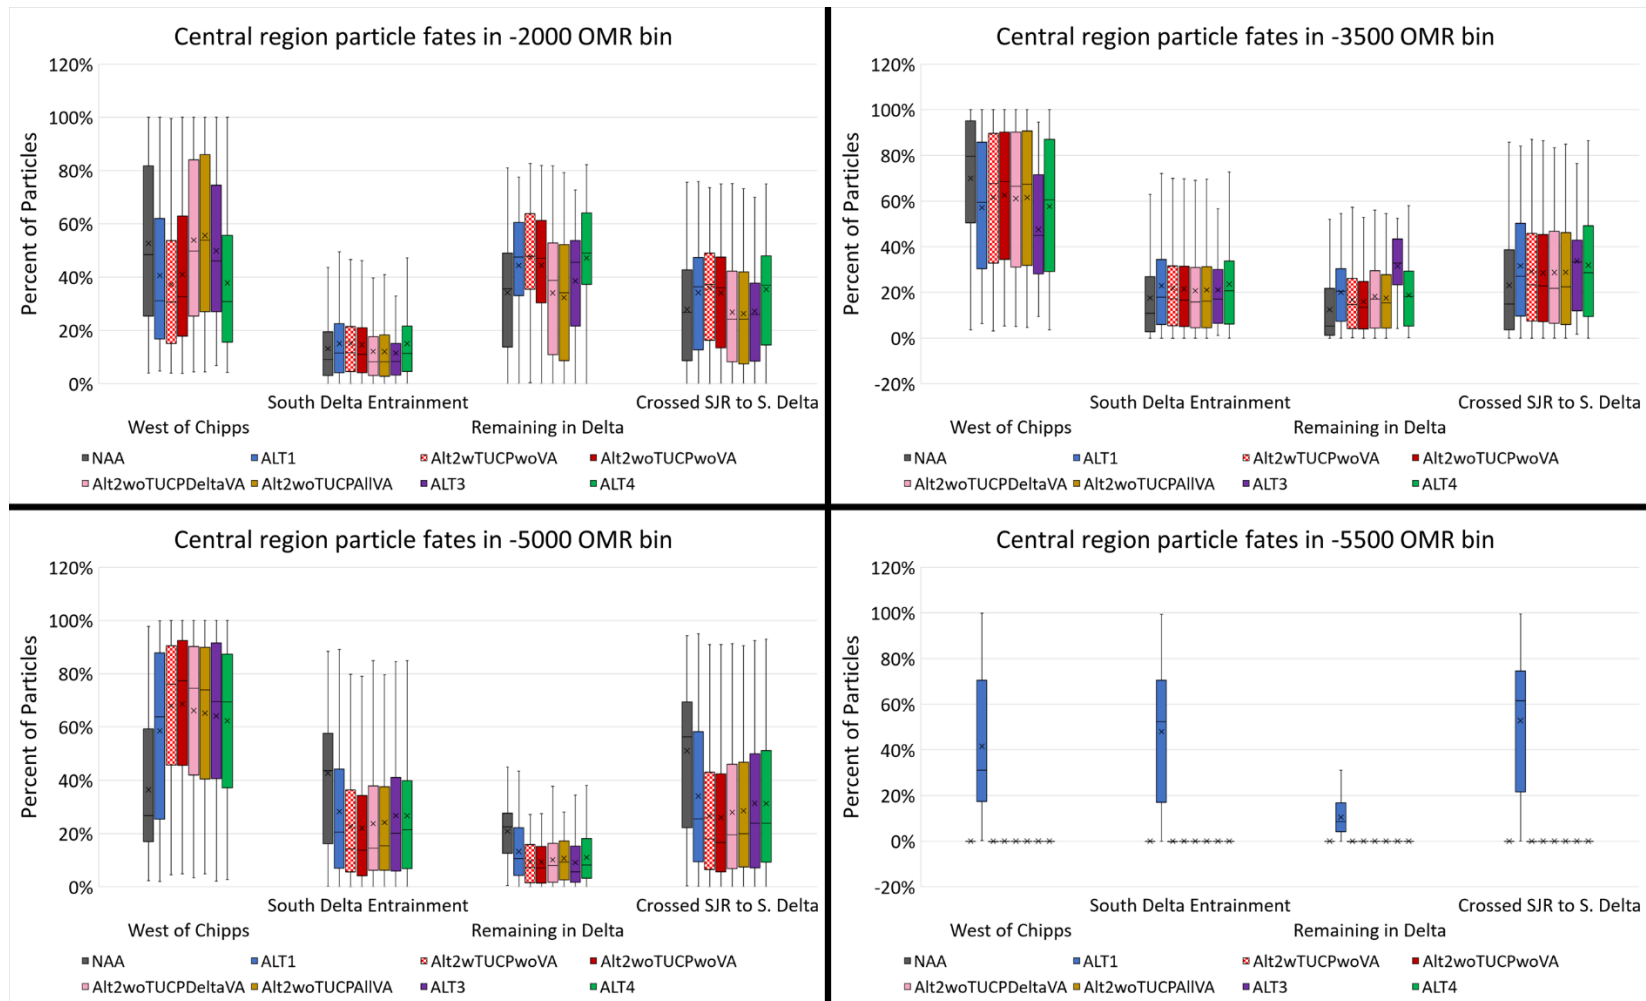 Central region particle fates in -2000 OMR bin
120%
100%
80%
60%
40%
20%
0%
Percent of Particles
South Delta Entrainment
Crossed SJR to S. Delta
West of Chipps
Remaining in Delta
NAA
ALT1
Alt2wTUCPwoVA
Alt2woTUCPwoVA
Alt2woTUCPDeltaVA
Alt2woTUCPAllVA
ALT3
ALT4
Central region particle fates in -3500 OMR bin
120%
100%
80%
60%
40%
20%
0%
-20%
Percent of Particles
South Delta Entrainment
Crossed SJR to S. Delta
West of Chipps
Remaining in Delta
NAA
ALT1
Alt2wTUCPwoVA
Alt2woTUCPwoVA
Alt2woTUCPDeltaVA
Alt2woTUCPAllVA
ALT3
ALT4
Central region particle fates in -5000 OMR bin
120%
100%
80%
60%
40%
20%
0%
Percent of Particles
South Delta Entrainment
Crossed SJR to S. Delta
West of Chipps
Remaining in Delta
NAA
ALT1
Alt2wTUCPwoVA
Alt2woTUCPwoVA
Alt2woTUCPDeltaVA
Alt2woTUCPAllVA
ALT3
ALT4
Central region particle fates in -5500 OMR bin
120%
100%
80%
60%
40%
20%
0%
-20%
Percent of Particles
South Delta Entrainment
Crossed SJR to S. Delta
West of Chipps
Remaining in Delta
NAA
ALT1
Alt2wTUCPwoVA
Alt2woTUCPwoVA
Alt2woTUCPDeltaVA
Alt2woTUCPAllVA
ALT3
ALT4